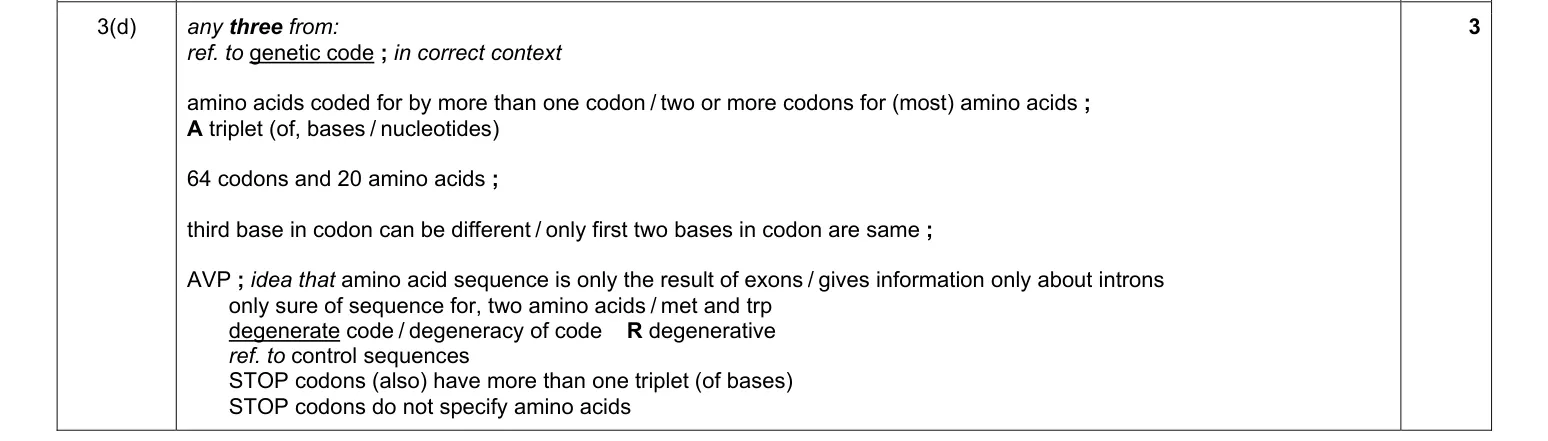 3(d)
any three from:
3
ref. to genetic code ; in correct context
amino acids coded for by more than one codon / two or more codons for (most) amino acids ;
A triplet (of, bases / nucleotides)
64 codons and 20 amino acids ;
third base in codon can be different / only first two bases in codon are same ;
AVP ; idea that amino acid sequence is only the result of exons / gives information only about introns
only sure of sequence for, two amino acids / met and trp
degenerate code / degeneracy of code R degenerative
ref. to control sequences
STOP codons (also) have more than one triplet (of bases)
STOP codons do not specify amino acids